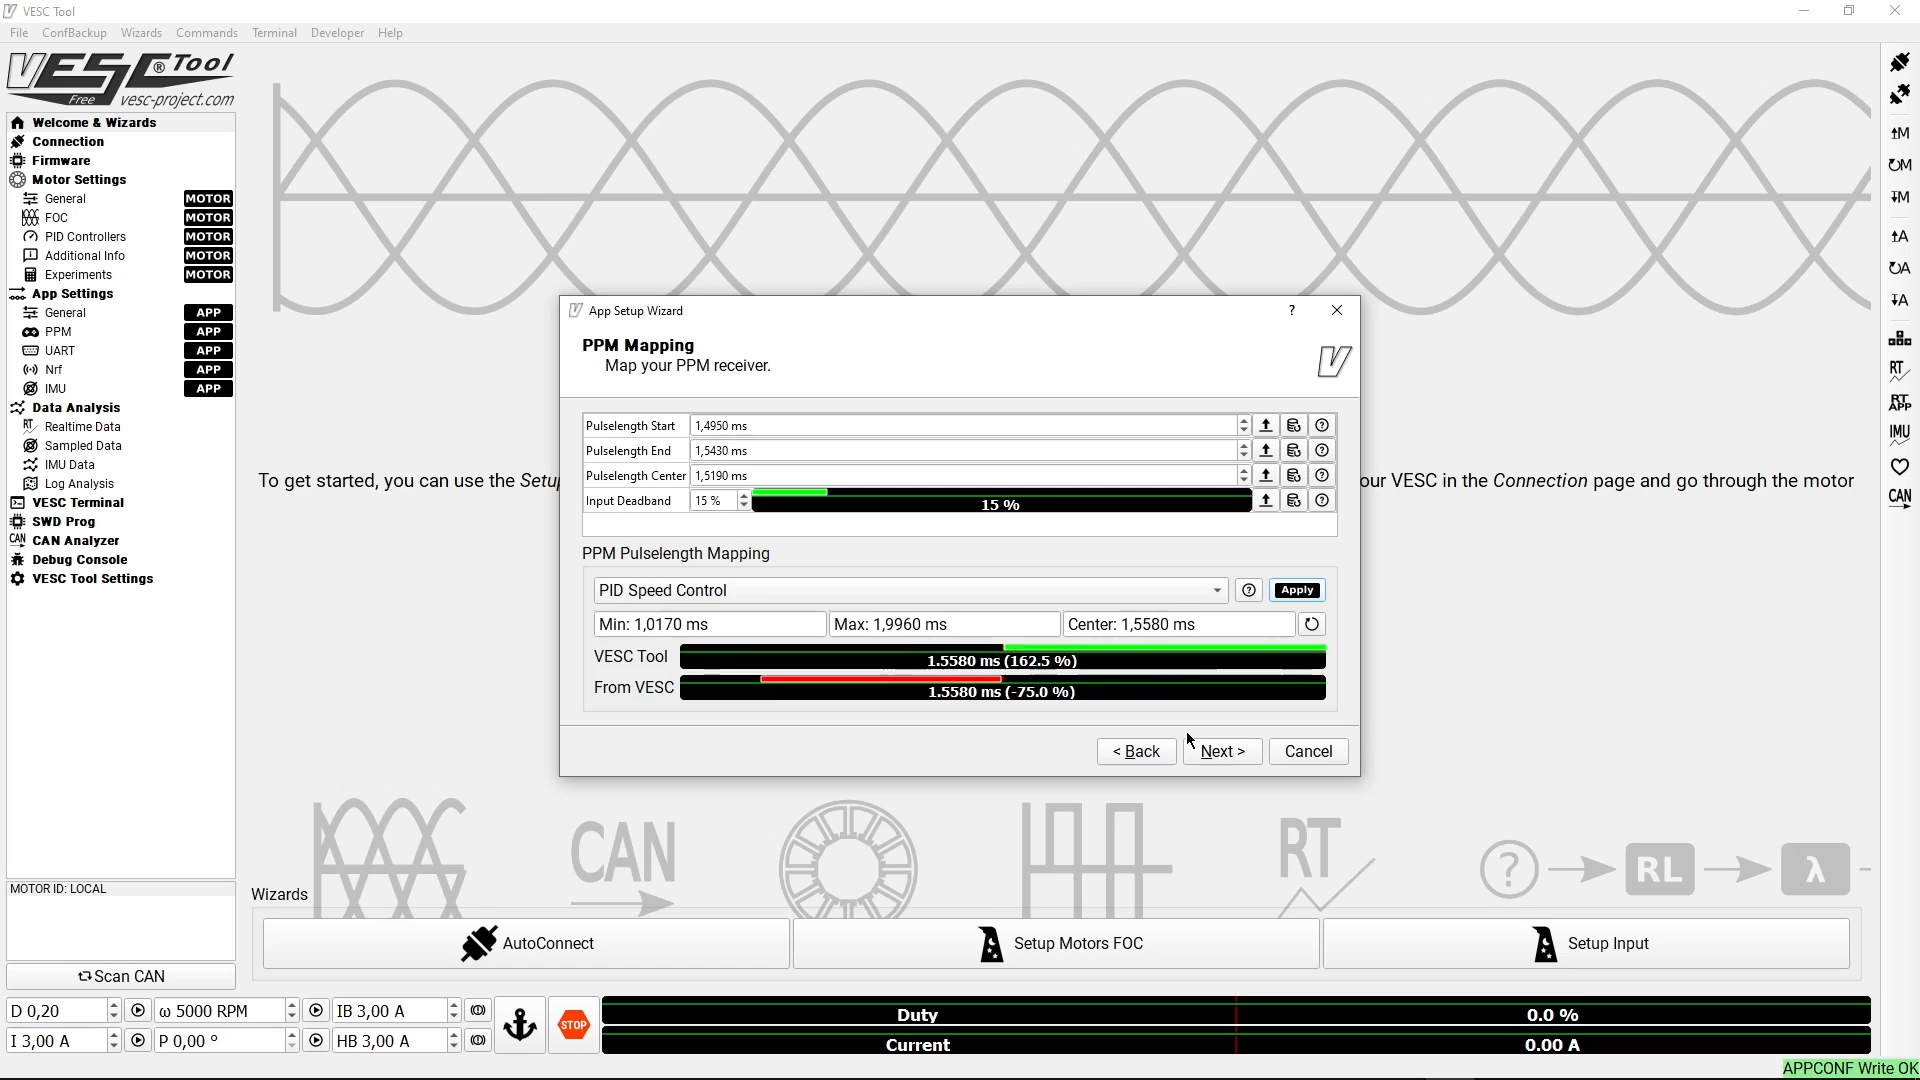 VESC Tool
File ConfBackup Wizards Commands Terminal Developer Help
VESC® Tool
Free vesc-project.com
Welcome & Wizards
Connection
Firmware
Motor Settings
General MOTOR
FOC MOTOR
PID Controllers MOTOR
Additional Info MOTOR
Experiments MOTOR
App Settings
General APP
PPM APP
UART APP
Nrf APP
IMU APP
Data Analysis
RT Realtime Data
Sampled Data
IMU Data
Log Analysis
VESC Terminal
SWD Prog
CAN CAN Analyzer
Debug Console
VESC Tool Settings
MOTOR ID: LOCAL
Scan CAN
To get started, you can use the Setu
our VESC in the Connection page and go through the motor
App Setup Wizard ?
PPM Mapping
Map your PPM receiver.
Pulselength Start 1,4950 ms ?
Pulselength End 1,5430 ms ?
Pulselength Center 1,5190 ms ?
Input Deadband 15 % 15 % ?
PPM Pulselength Mapping
PID Speed Control ? Apply
Min: 1,0170 ms Max: 1,9960 ms Center: 1,5580 ms
VESC Tool 1.5580 ms (162.5 %)
From VESC 1.5580 ms (-75.0 %)
< Back Next > Cancel
CAN RT ? RL λ
Wizards
AutoConnect Setup Motors FOC Setup Input
D 0,20 ω 5000 RPM IB 3,00 A
I 3,00 A P 0,00 ° HB 3,00 A
STOP
Duty 0.0 %
Current 0.00 A
M
M
M
A
A
A
RT
RT
APP
IMU
CAN
APPCONF Write OK